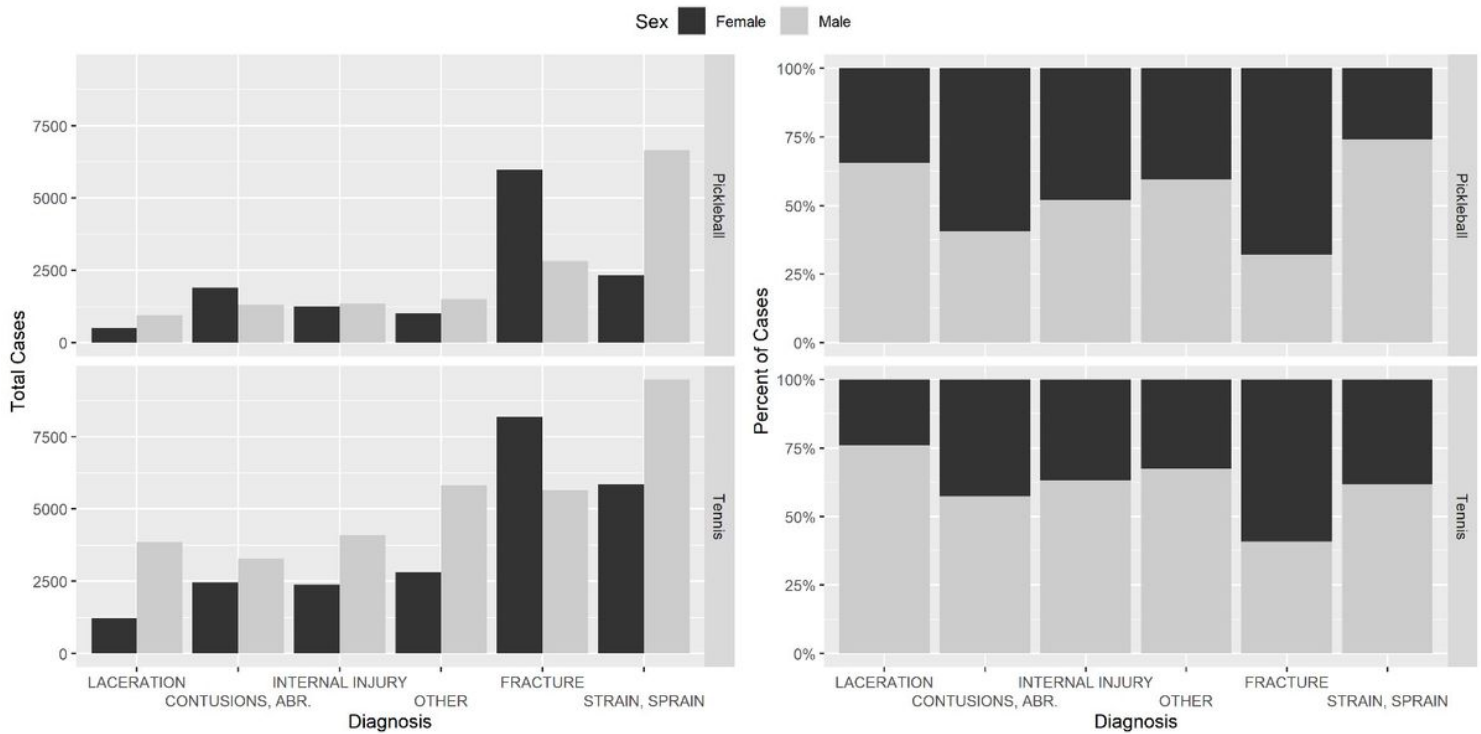 Sex Female Male
Total Cases
7500
5000
2500
0
Pickleball
7500
5000
2500
0
Tennis
LACERATION
CONTUSIONS, ABR.
INTERNAL INJURY
OTHER
FRACTURE
STRAIN, SPRAIN
Diagnosis
Percent of Cases
100%
75%
50%
25%
0%
Pickleball
100%
75%
50%
25%
0%
Tennis
LACERATION
CONTUSIONS, ABR.
INTERNAL INJURY
OTHER
FRACTURE
STRAIN, SPRAIN
Diagnosis